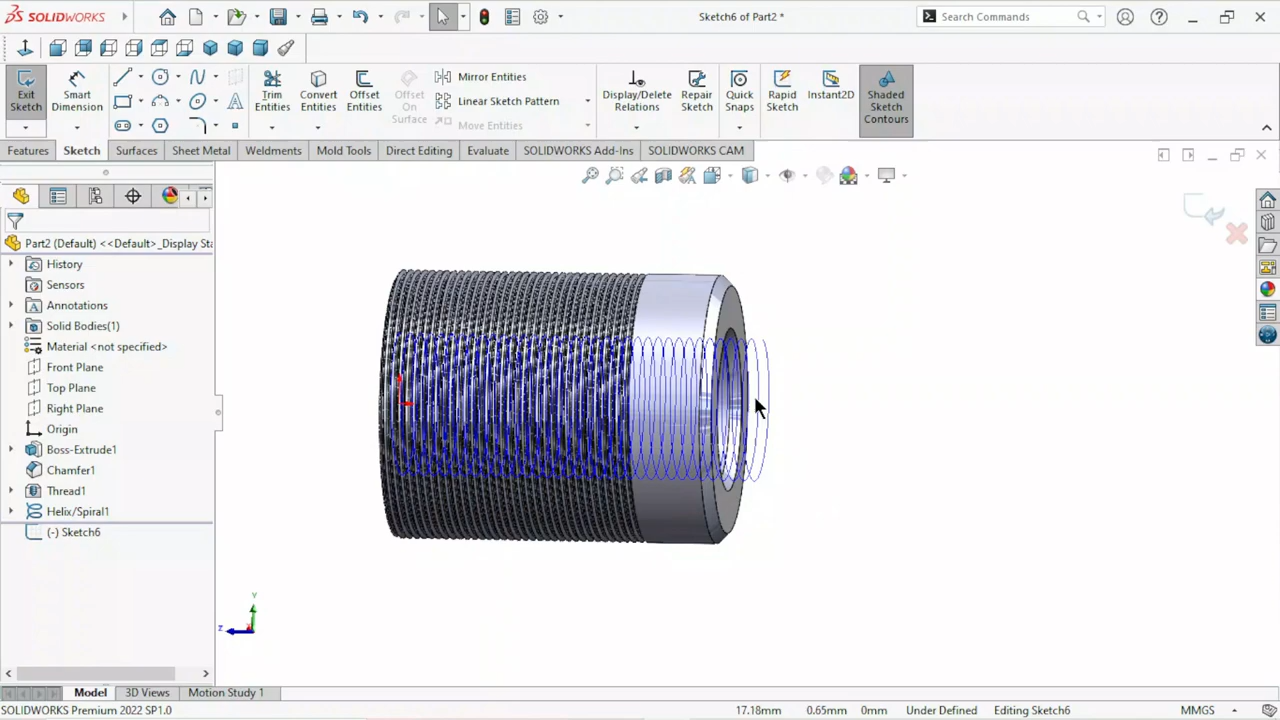 SOLIDWORKS
Sketch6 of Part2 *
Search Commands
Exit Sketch
Smart Dimension
Trim Entities
Convert Entities
Offset Entities
Offset On Surface
Mirror Entities
Linear Sketch Pattern
Move Entities
Display/Delete Relations
Repair Sketch
Quick Snaps
Rapid Sketch
Instant2D
Shaded Sketch Contours
Features
Sketch
Surfaces
Sheet Metal
Weldments
Mold Tools
Direct Editing
Evaluate
SOLIDWORKS Add-Ins
SOLIDWORKS CAM
Part2 (Default) <<Default>_Display Sta
History
Sensors
Annotations
Solid Bodies(1)
Material <not specified>
Front Plane
Top Plane
Right Plane
Origin
Boss-Extrude1
Chamfer1
Thread1
Helix/Spiral1
(-) Sketch6
Y
Z
Model
3D Views
Motion Study 1
SOLIDWORKS Premium 2022 SP1.0
17.18mm
0.65mm
0mm
Under Defined
Editing Sketch6
MMGS